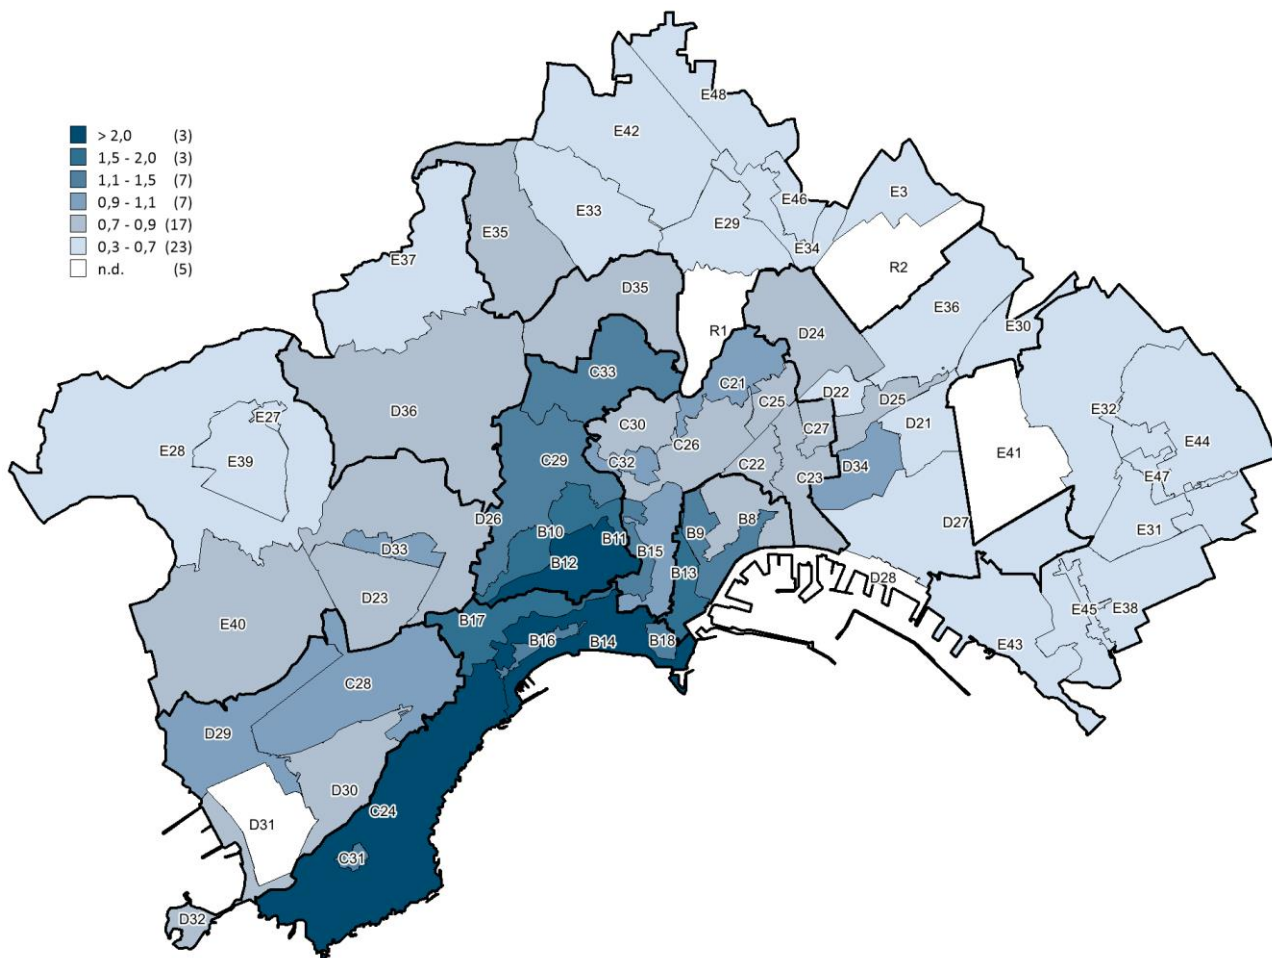 > 2,0 (3)
1,5 - 2,0 (3)
1,1 - 1,5 (7)
0,9 - 1,1 (7)
0,7 - 0,9 (17)
0,3 - 0,7 (23)
n.d. (5)
E48
E42
E46
E3
E33
E29
E35
E34
E37
R2
D35
E36
R1
D24
E30
C33
C21
D22
D25
E27
D36
C25
E32
C30
C27
D21
E44
E28
E39
C26
E41
C29
C32
C22
D34
C23
E47
D26
B8
D27
B10
B11
B9
E31
D33
B15
B12
B13
D28
D23
E45
E38
B17
E40
B16
B14
B18
E43
C28
D29
D30
C24
D31
C31
D32